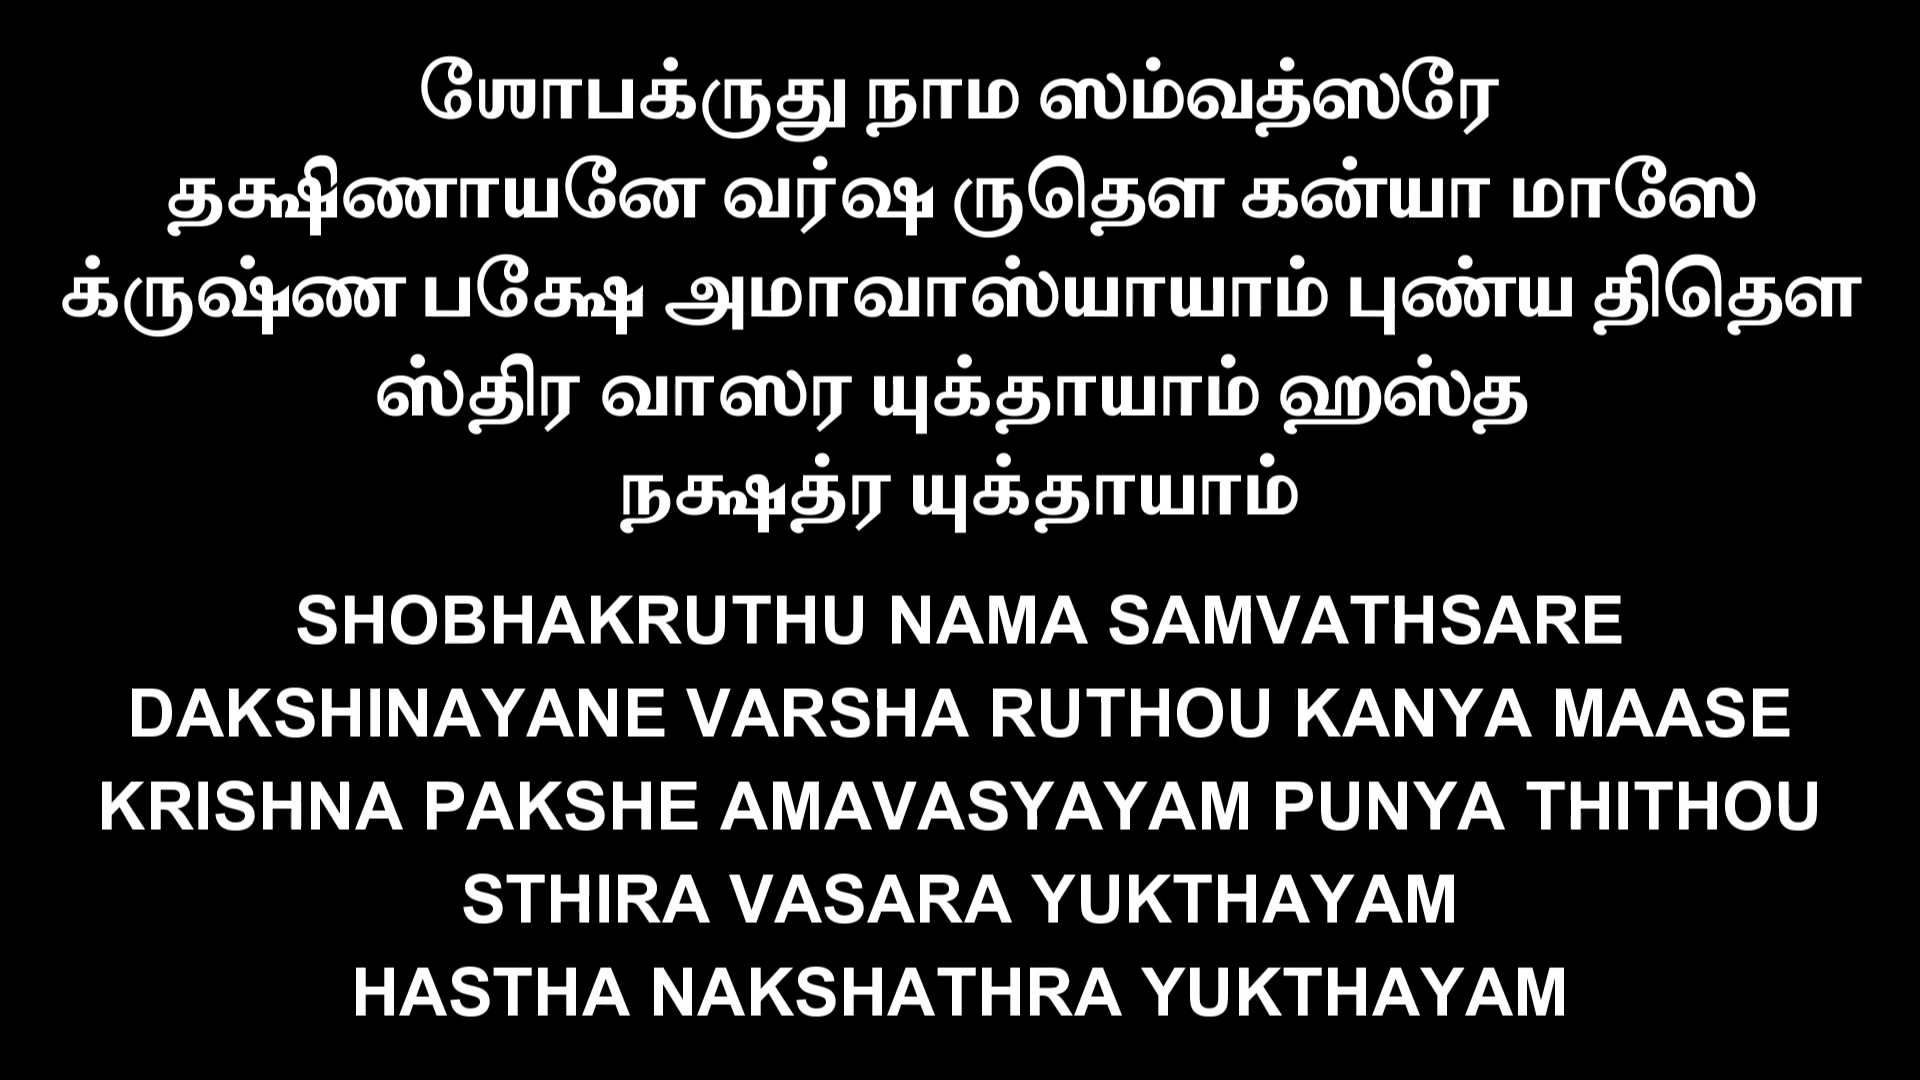 ஶோபக்ருது நாம ஸம்வத்ஸரே
தக்ஷிணாயனே வர்ஷ ருதௌ கன்யா மாஸே
க்ருஷ்ண பக்ஷே அமாவாஸ்யாயாம் புண்ய திதௌ
ஸ்திர வாஸர யுக்தாயாம் ஹஸ்த
நக்ஷத்ர யுக்தாயாம்
SHOBHAKRUTHU NAMA SAMVATHSARE
DAKSHINAYANE VARSHA RUTHOU KANYA MAASE
KRISHNA PAKSHE AMAVASYAYAM PUNYA THITHOU
STHIRA VASARA YUKTHAYAM
HASTHA NAKSHATHRA YUKTHAYAM